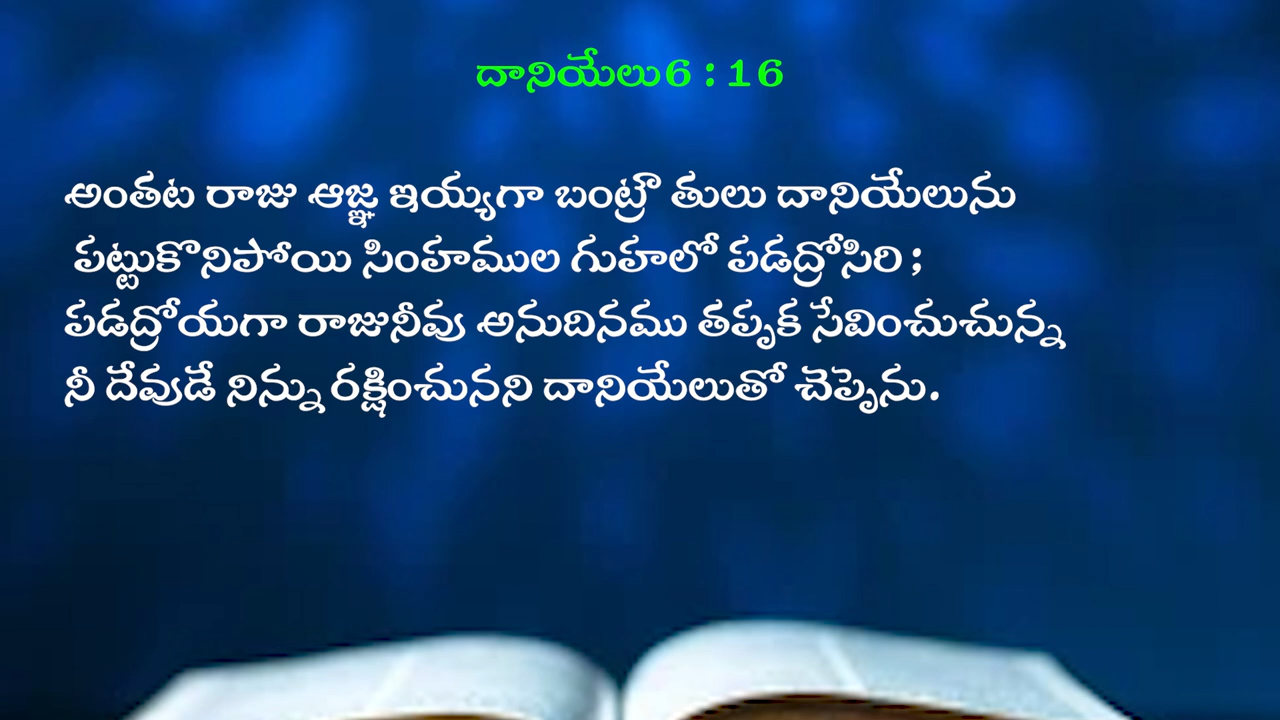 దానియేలు6 : 16
అంతట రాజు ఆజ్ఞ ఇయ్యగా బంట్రౌ తులు దానియేలును
పట్టుకొనిపోయి సింహముల గుహలో పడద్రోసిరి ;
పడద్రోయగా రాజునీవు అనుదినము తప్పక సేవించుచున్న
నీ దేవుడే నిన్ను రక్షించునని దానియేలుతో చెప్పెను.